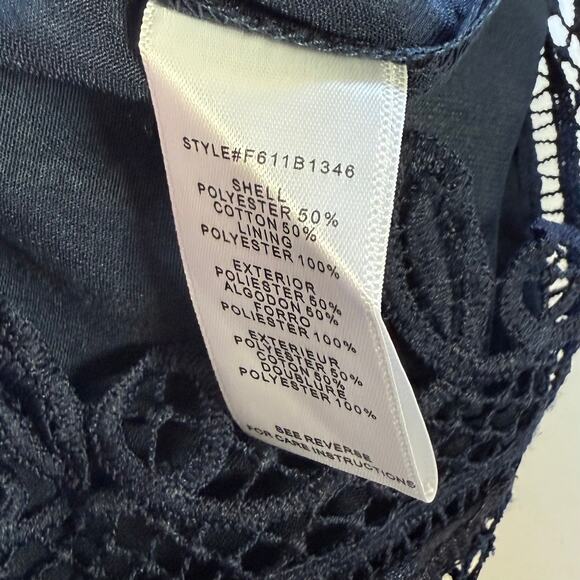 STYLE#F611B1346
SHELL
POLYESTER 50%
COTTON 50%
LINING
POLYESTER 100%
EXTERIOR
POLIESTER 50%
ALGODON 50%
FORRO
POLIESTER 100%
EXTERIEUR
POLYESTER 50%
COTON 50%
DOUBLURE
POLYESTER 100%
SEE REVERSE
FOR CARE INSTRUCTIONS